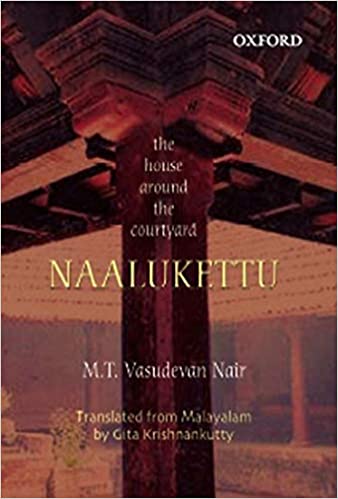 OXFORD
the
house
around
the
courtyard
NAALUKETTU
M.T. Vasudevan Nair
Translated from Malayalam
by Gita Krishnankutty